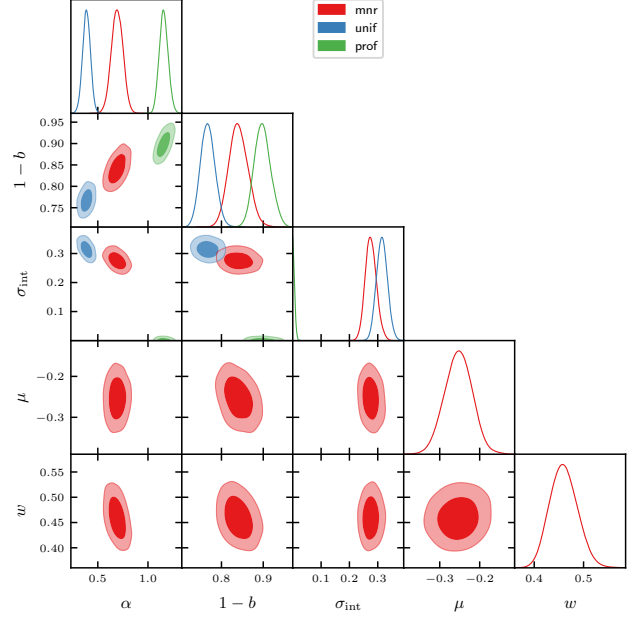 mnr
unif
prof
0.95
0.90
0.85
0.80
0.75
1 − b
0.3
0.2
0.1
σint
−0.2
−0.3
μ
0.55
0.50
0.45
0.40
w
0.5 1.0 0.8 0.9 0.1 0.2 0.3 −0.3 −0.2 0.4 0.5
α 1 − b σint μ w